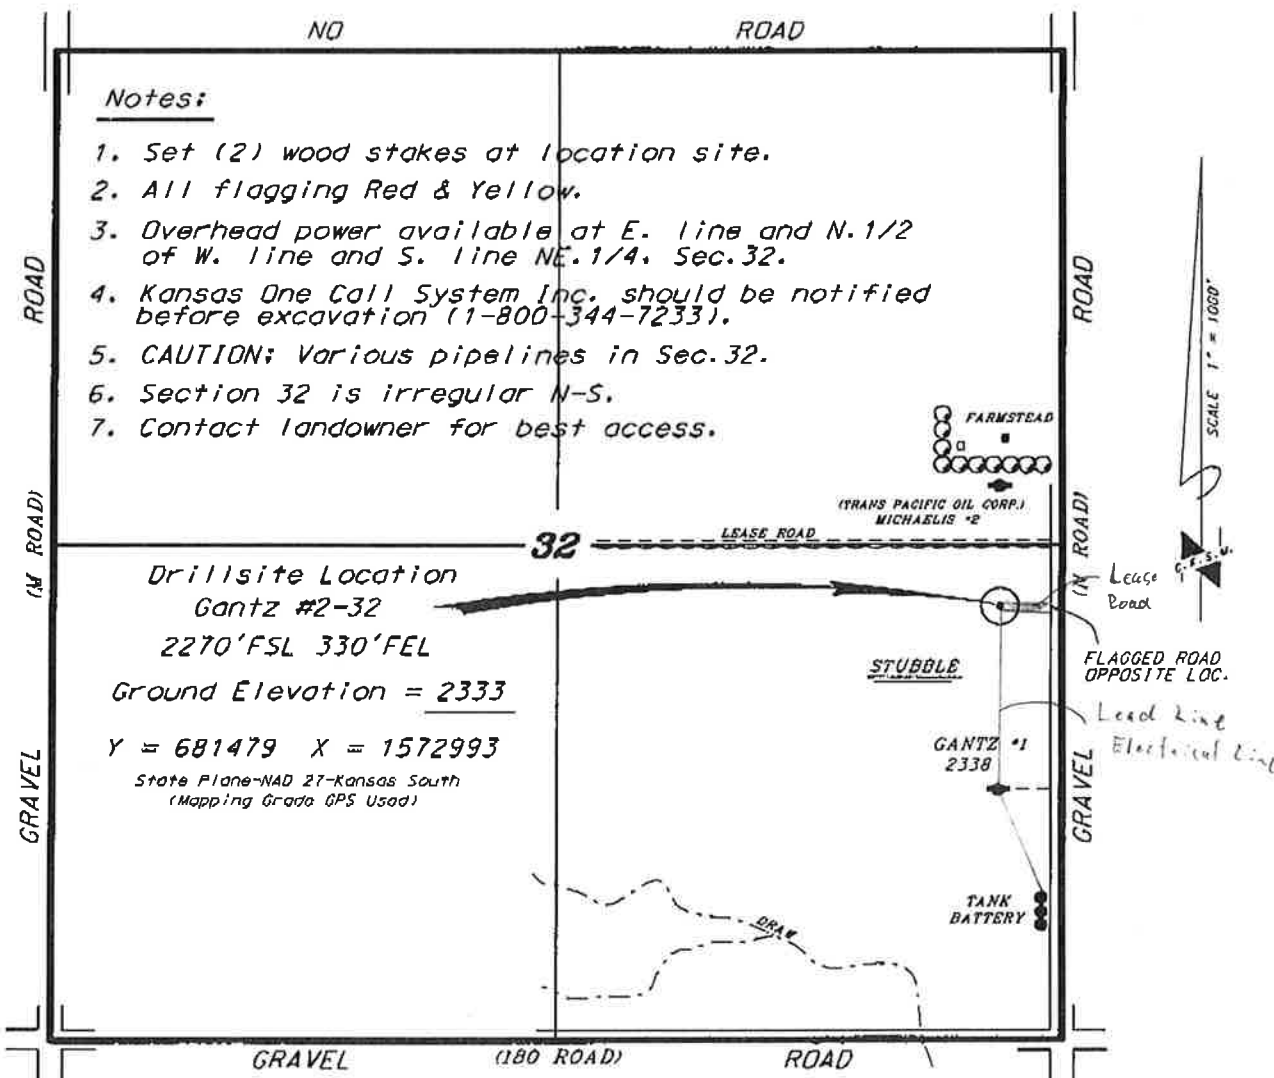 NO ROAD
Notes:
1. Set (2) wood stakes at location site.
2. All flagging Red & Yellow.
3. Overhead power available at E. line and N.1/2
of W. line and S. line NE.1/4, Sec.32.
4. Kansas One Call System Inc. should be notified
before excavation (1-800-344-7233).
5. CAUTION: Various pipelines in Sec.32.
6. Section 32 is irregular N-S.
7. Contact landowner for best access.
ROAD
(M ROAD)
GRAVEL
ROAD
(N ROAD)
GRAVEL
SCALE 1" = 1000'
FARMSTEAD
(TRANS PACIFIC OIL CORP.)
MICHAELIS #2
LEASE ROAD
32
C.K.S.W.
Drillsite Location
Gantz #2-32
2270'FSL 330'FEL
Ground Elevation = 2333
Y = 681479 X = 1572993
State Plane-NAD 27-Kansas South
(Mapping Grade GPS Used)
Lease
Road
STUBBLE
FLAGGED ROAD
OPPOSITE LOC.
Lead Line
Electrical Line
GANTZ #1
2338
TANK
BATTERY
DRAW
GRAVEL (180 ROAD) ROAD